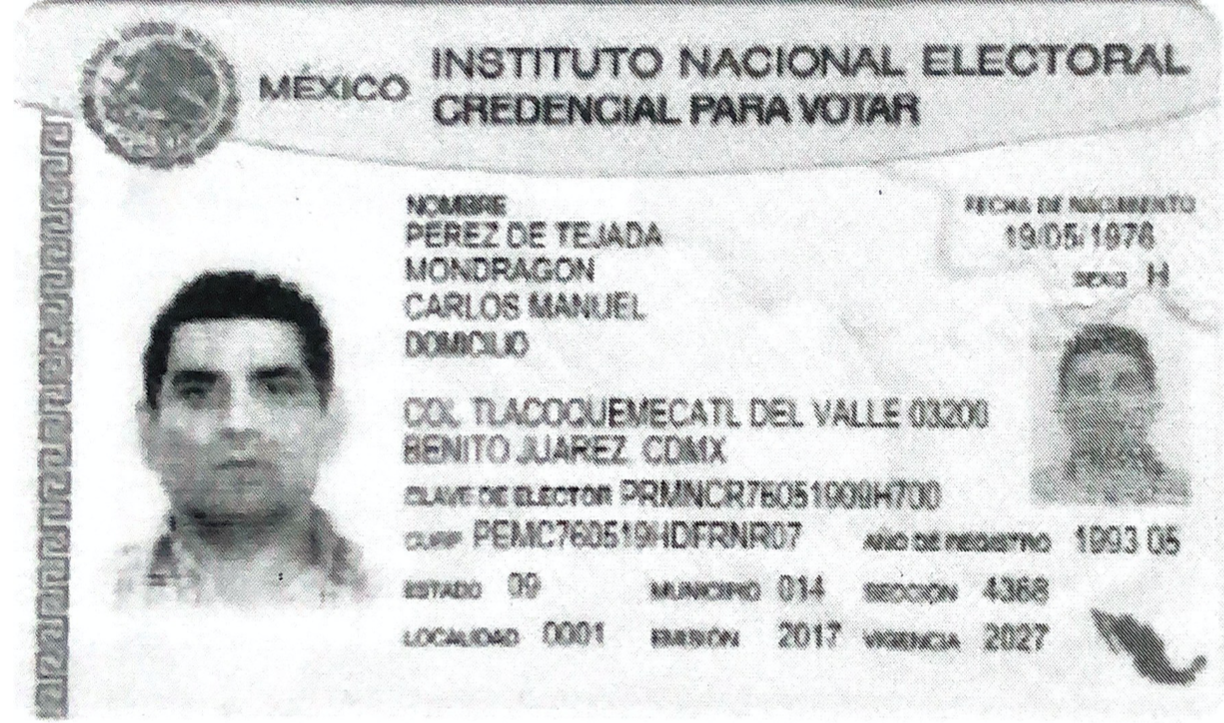 MÉXICO INSTITUTO NACIONAL ELECTORAL
CREDENCIAL PARA VOTAR
NOMBRE
PEREZ DE TEJADA
MONDRAGON
CARLOS MANUEL
DOMICILIO
COL TLACOQUEMECATL DEL VALLE 03200
BENITO JUAREZ, CDMX
CLAVE DE ELECTOR PRMNCR76051909H700
CURP PEMC760519HDFRNR07 AÑO DE REGISTRO 1993 05
ESTADO 09 MUNICIPIO 014 SECCIÓN 4368
LOCALIDAD 0001 EMISIÓN 2017 VIGENCIA 2027
FECHA DE NACIMIENTO
19/05/1976
SEXO H